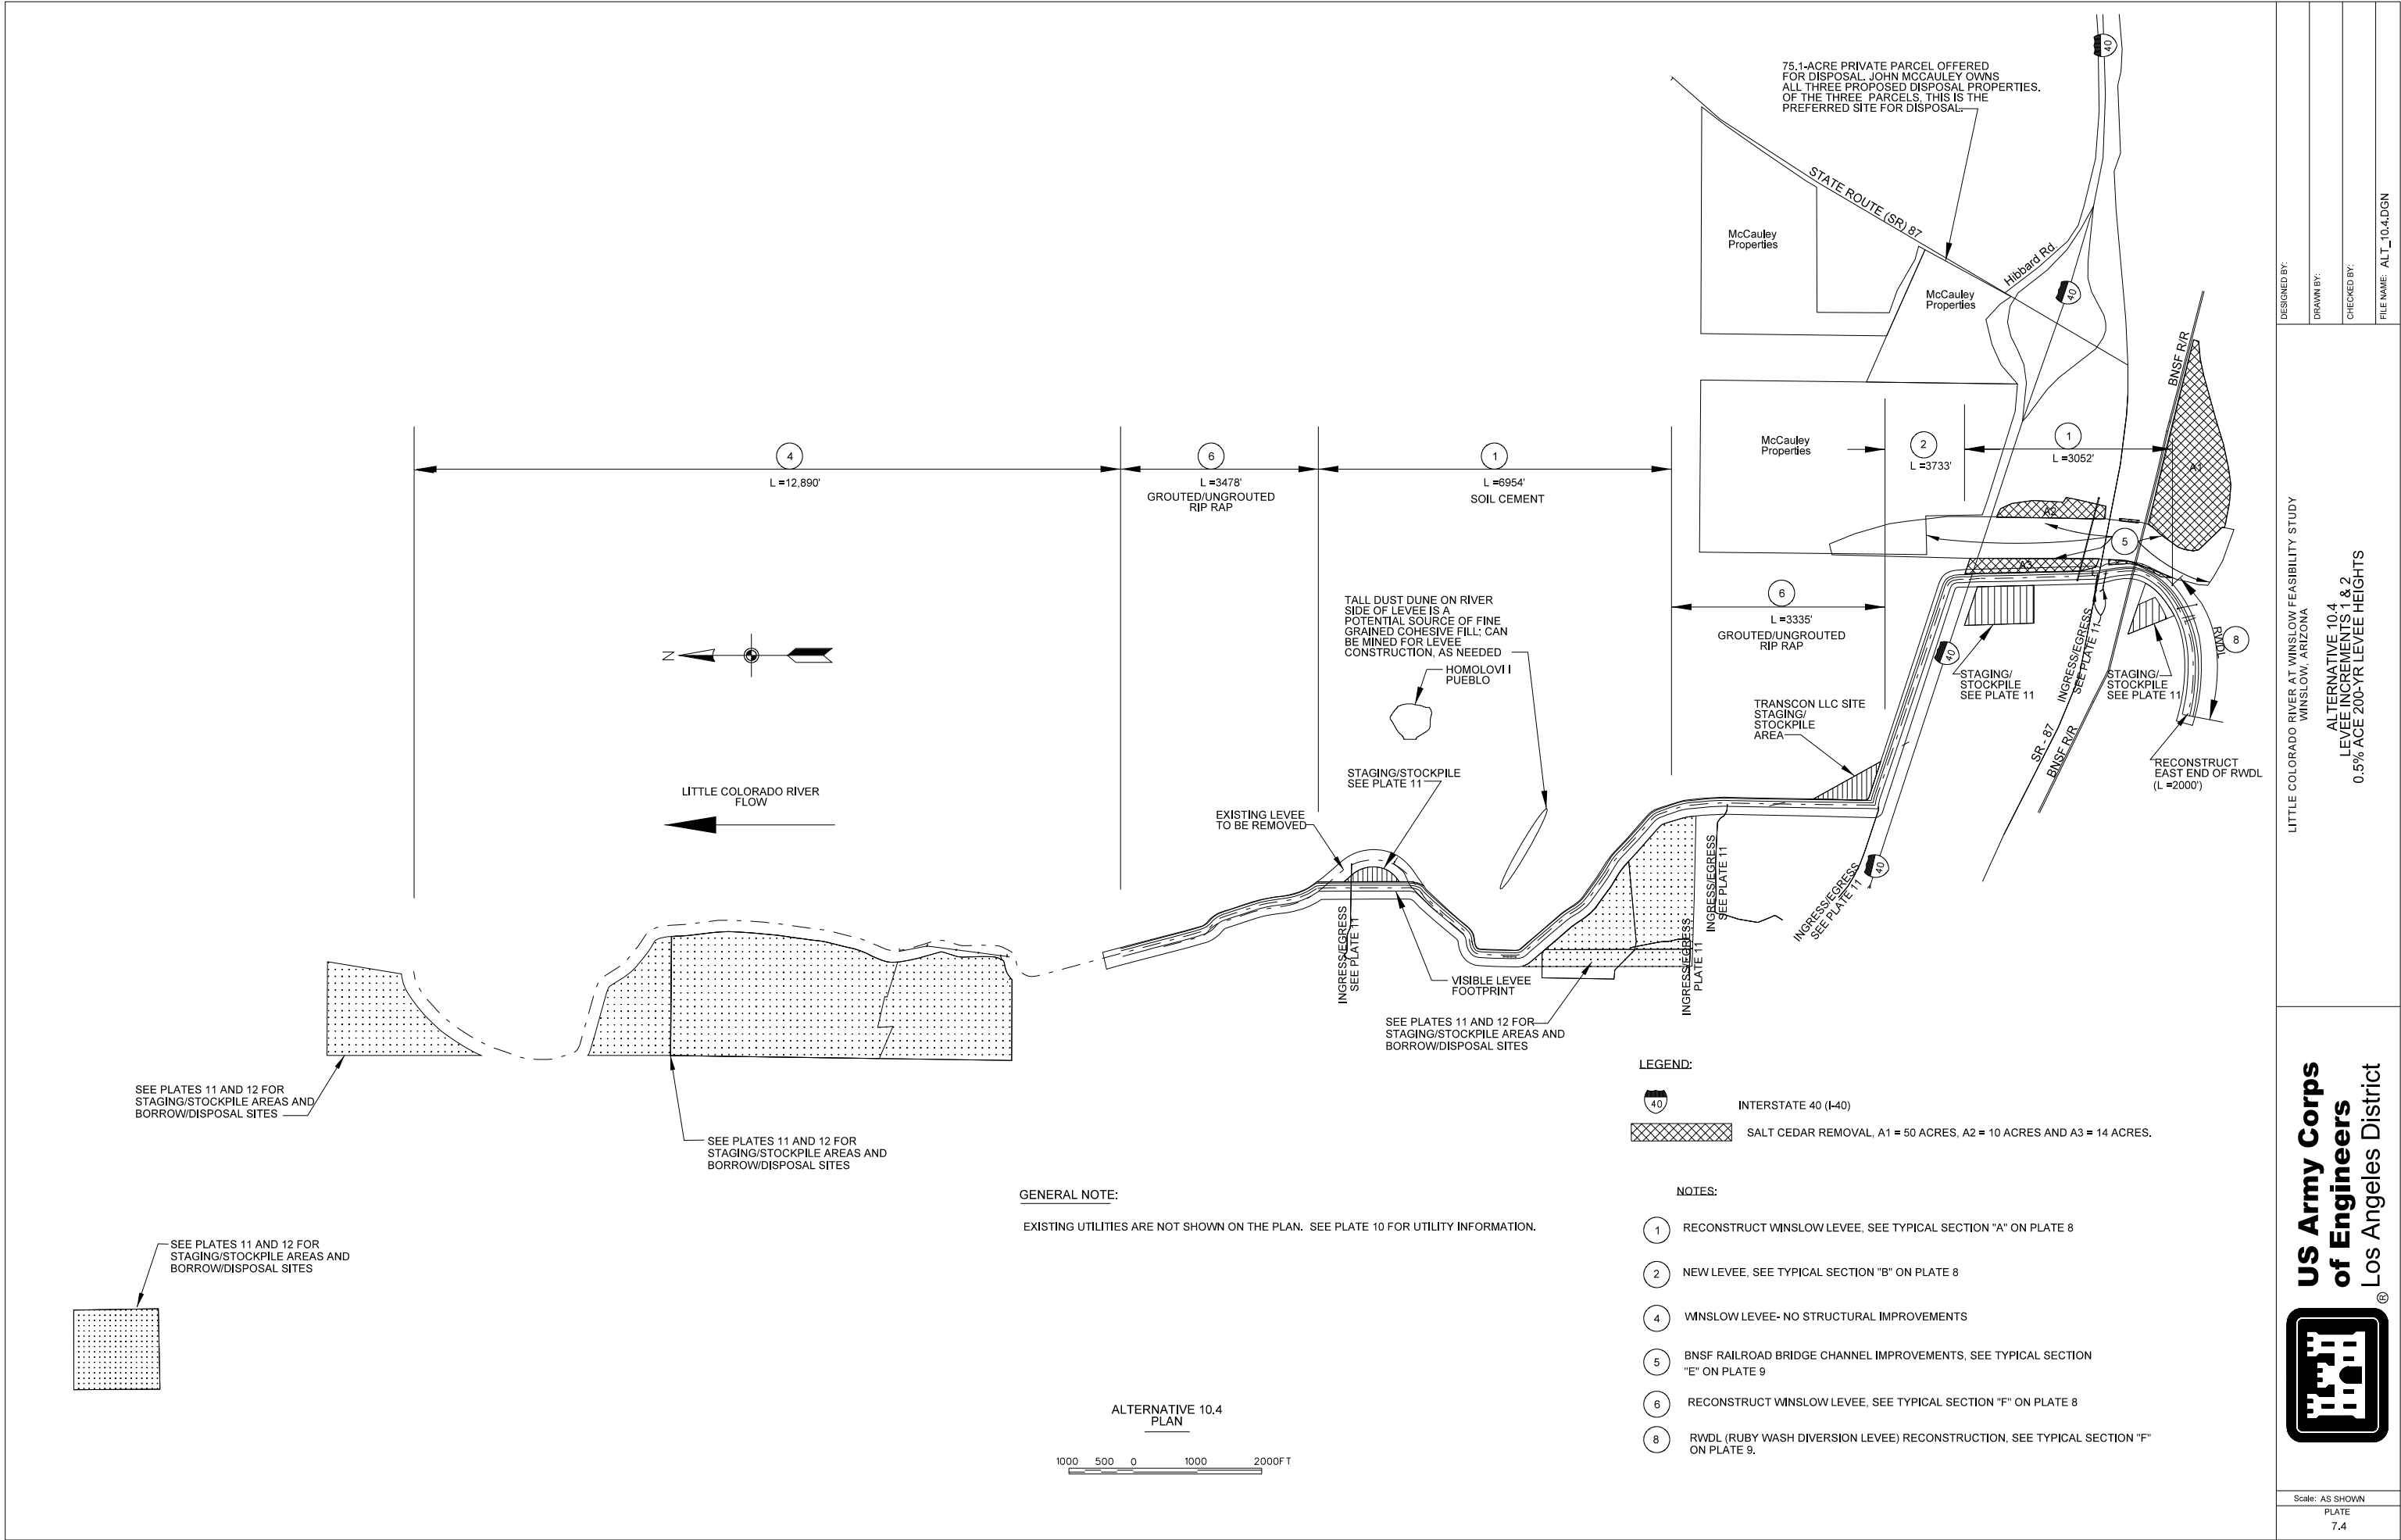 75.1-ACRE PRIVATE PARCEL OFFERED
FOR DISPOSAL. JOHN MCCAULEY OWNS
ALL THREE PROPOSED DISPOSAL PROPERTIES.
OF THE THREE PARCELS, THIS IS THE
PREFERRED SITE FOR DISPOSAL.
40
STATE ROUTE (SR) 87
McCauley
Properties
Hibbard Rd.
40
McCauley
Properties
BNSF R/R
A1
McCauley
Properties
4
L =12,890'
6
L =3478'
GROUTED/UNGROUTED
RIP RAP
1
L =6954'
SOIL CEMENT
2
L =3733'
1
L =3052'
A2
5
A3
6
L =3335'
GROUTED/UNGROUTED
RIP RAP
8
RWDL
40
TALL DUST DUNE ON RIVER
SIDE OF LEVEE IS A
POTENTIAL SOURCE OF FINE
GRAINED COHESIVE FILL; CAN
BE MINED FOR LEVEE
CONSTRUCTION, AS NEEDED
HOMOLOVI I
PUEBLO
N
STAGING/
STOCKPILE
SEE PLATE 11
INGRESS/EGRESS
SEE PLATE 11
STAGING/
STOCKPILE
SEE PLATE 11
TRANSCON LLC SITE
STAGING/
STOCKPILE
AREA
SR - 87
BNSF R/R
RECONSTRUCT
EAST END OF RWDL
(L =2000')
STAGING/STOCKPILE
SEE PLATE 11
LITTLE COLORADO RIVER
FLOW
EXISTING LEVEE
TO BE REMOVED
INGRESS/EGRESS
SEE PLATE 11
INGRESS/EGRESS
PLATE 11
INGRESS/EGRESS
SEE PLATE 11
INGRESS/EGRESS
SEE PLATE 11
40
VISIBLE LEVEE
FOOTPRINT
SEE PLATES 11 AND 12 FOR
STAGING/STOCKPILE AREAS AND
BORROW/DISPOSAL SITES
SEE PLATES 11 AND 12 FOR
STAGING/STOCKPILE AREAS AND
BORROW/DISPOSAL SITES
SEE PLATES 11 AND 12 FOR
STAGING/STOCKPILE AREAS AND
BORROW/DISPOSAL SITES
SEE PLATES 11 AND 12 FOR
STAGING/STOCKPILE AREAS AND
BORROW/DISPOSAL SITES
LEGEND:
40
INTERSTATE 40 (I-40)
SALT CEDAR REMOVAL, A1 = 50 ACRES, A2 = 10 ACRES AND A3 = 14 ACRES.
GENERAL NOTE:
EXISTING UTILITIES ARE NOT SHOWN ON THE PLAN. SEE PLATE 10 FOR UTILITY INFORMATION.
NOTES:
1 RECONSTRUCT WINSLOW LEVEE, SEE TYPICAL SECTION "A" ON PLATE 8
2 NEW LEVEE, SEE TYPICAL SECTION "B" ON PLATE 8
4 WINSLOW LEVEE- NO STRUCTURAL IMPROVEMENTS
5 BNSF RAILROAD BRIDGE CHANNEL IMPROVEMENTS, SEE TYPICAL SECTION
"E" ON PLATE 9
6 RECONSTRUCT WINSLOW LEVEE, SEE TYPICAL SECTION "F" ON PLATE 8
8 RWDL (RUBY WASH DIVERSION LEVEE) RECONSTRUCTION, SEE TYPICAL SECTION "F"
ON PLATE 9.
ALTERNATIVE 10.4
PLAN
1000 500 0 1000 2000FT
DESIGNED BY:
DRAWN BY:
CHECKED BY:
FILE NAME: ALT_10.4.DGN
LITTLE COLORADO RIVER AT WINSLOW FEASIBILITY STUDY
WINSLOW, ARIZONA
ALTERNATIVE 10.4
LEVEE INCREMENTS 1 & 2
0.5% ACE 200-YR LEVEE HEIGHTS
US Army Corps
of Engineers
Los Angeles District
®
Scale: AS SHOWN
PLATE
7.4